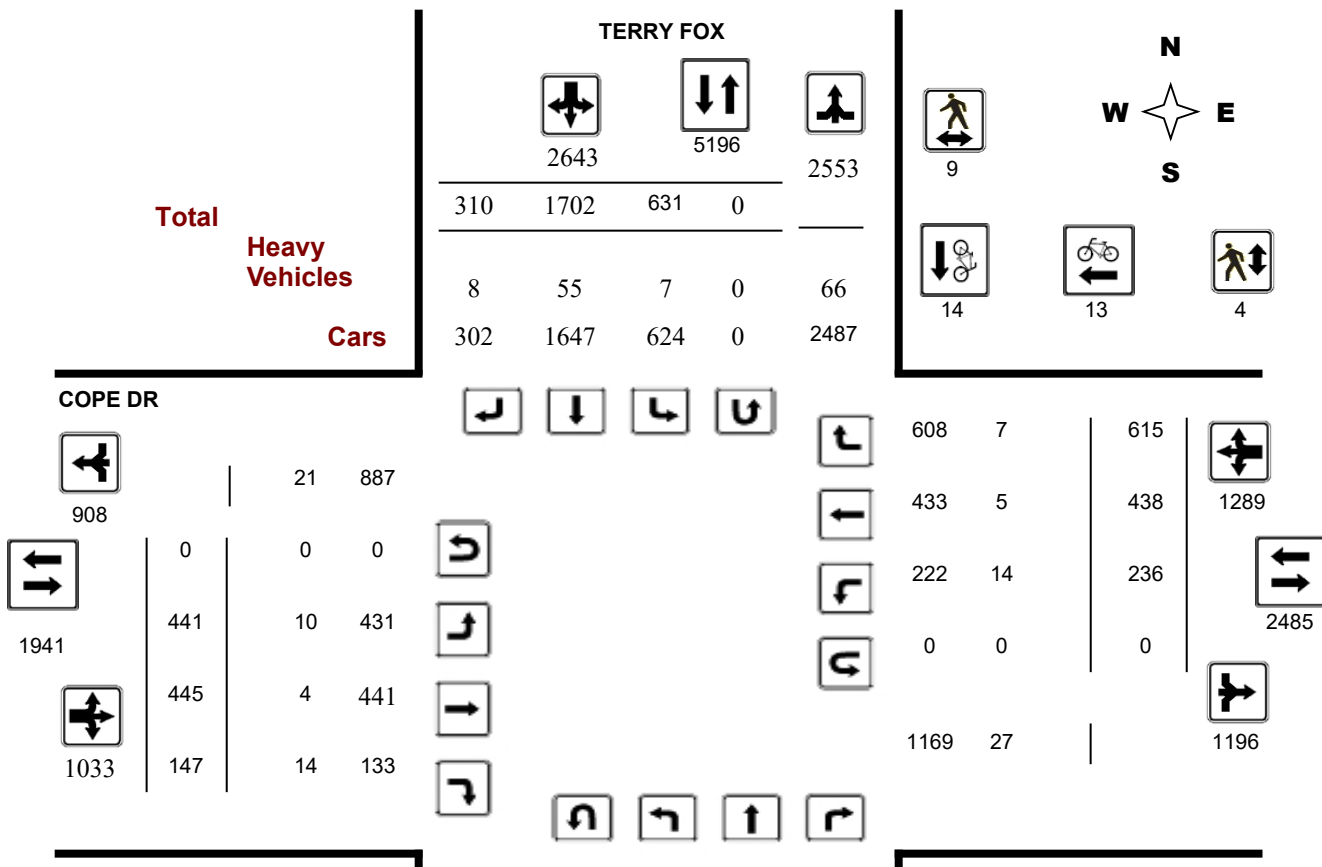 TERRY FOX
N
W E
S
2643
5196
2553
9
310 1702 631 0
Total
Heavy
Vehicles
8 55 7 0 66
14 13 4
Cars
302 1647 624 0 2487
COPE DR
608 7 615
21 887
433 5 438 1289
908
0 0 0
222 14 236
441 10 431
2485
1941
0 0 0
445 4 441
1169 27 1196
1033
147 14 133